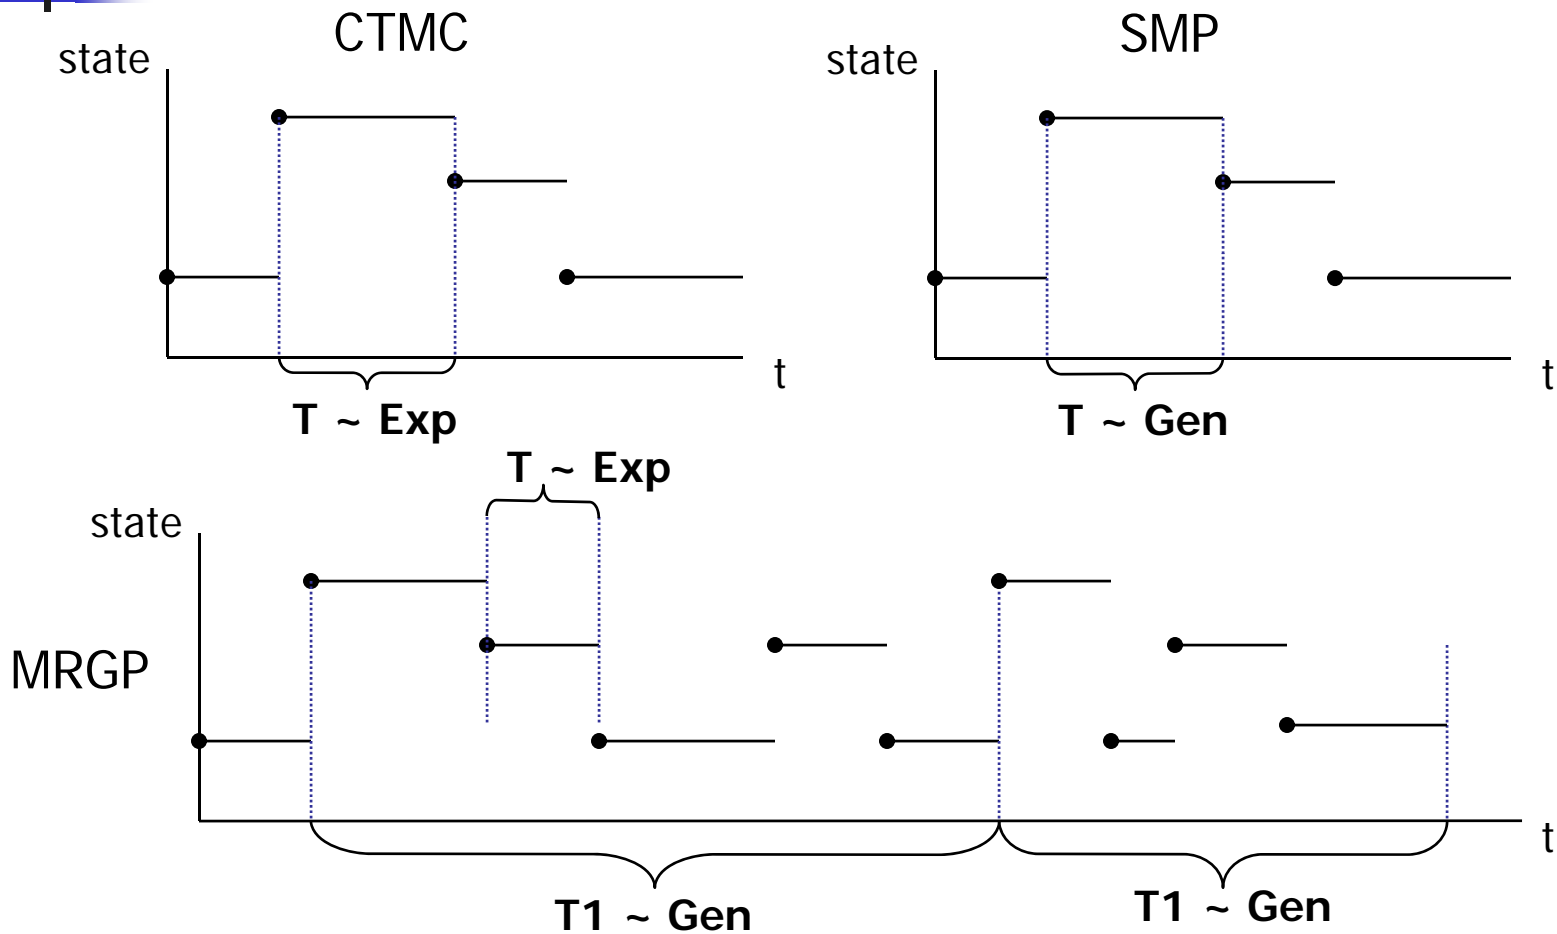 CTMC
state
t
T ~ Exp
SMP
state
t
T ~ Gen
T ~ Exp
state
MRGP
t
T1 ~ Gen
T1 ~ Gen